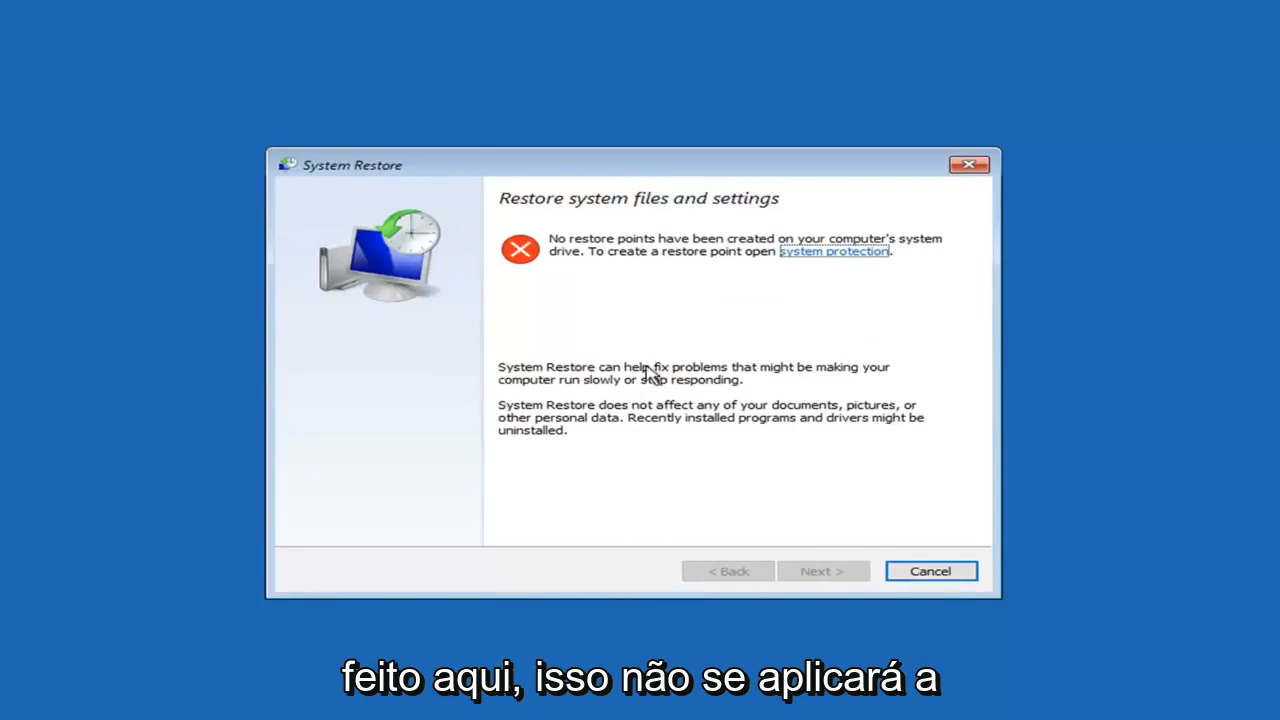 System Restore
Restore system files and settings
No restore points have been created on your computer's system
drive. To create a restore point open system protection.
System Restore can help fix problems that might be making your
computer run slowly or stop responding.
System Restore does not affect any of your documents, pictures, or
other personal data. Recently installed programs and drivers might be
uninstalled.
< Back Next > Cancel
feito aqui, isso não se aplicará a